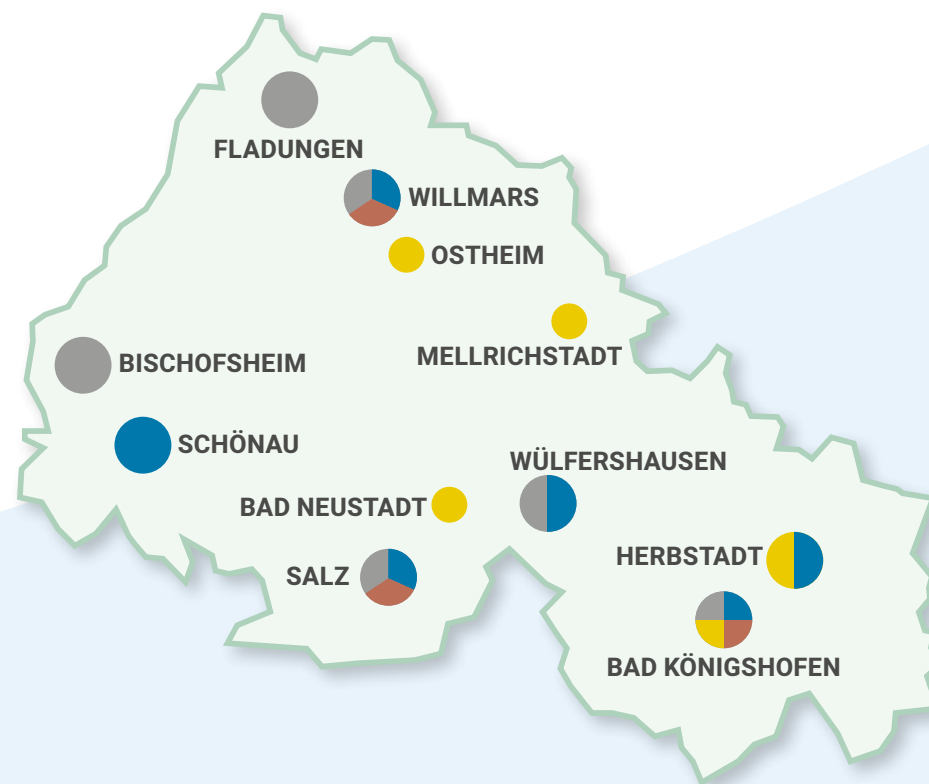 FLADUNGEN
WILLMARS
OSTHEIM
MELLRICHSTADT
BISCHOFSHEIM
SCHÖNAU
WÜLFERSHAUSEN
BAD NEUSTADT
HERBSTADT
SALZ
BAD KÖNIGSHOFEN